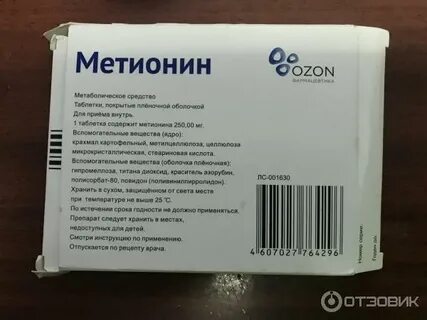 Метионин
OZON
ФАРМАЦЕВТИКА
Метаболическое средство
Таблетки, покрытые плёночной оболочкой
Для приёма внутрь.
1 таблетка содержит метионина 250,00 мг.
Вспомогательные вещества (ядро):
крахмал картофельный, метилцеллюлоза, целлюлоза
микрокристаллическая, стеариновая кислота.
Вспомогательные вещества (оболочка плёночная):
гипромеллоза, титана диоксид, краситель азорубин,
полисорбат-80, повидон (поливинилпирролидон).
Хранить в сухом, защищённом от света месте
при температуре не выше 25 °С.
По истечении срока годности не должно применяться.
Препарат следует хранить в местах,
недоступных для детей.
Смотри инструкцию по применению.
Отпускается по рецепту врача.
ЛС-001630
4 607027 764296
Номер серии:
Годен до:
ОТЗОВИК